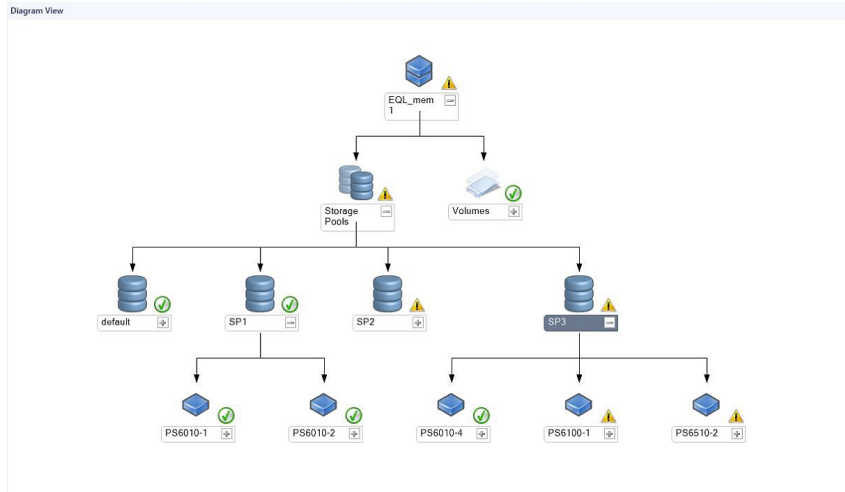 Diagram View
EQL_mem
1
Storage
Pools
Volumes
default
SP1
SP2
SP3
PS6010-1
PS6010-2
PS6010-4
PS6100-1
PS6510-2